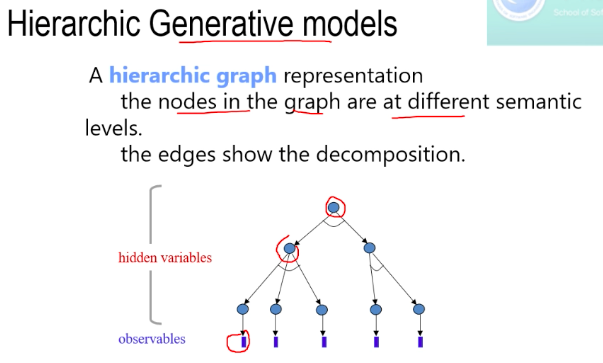 School of Sof
Hierarchic Generative models
A hierarchic graph representation
the nodes in the graph are at different semantic
levels.
the edges show the decomposition.
hidden variables
observables